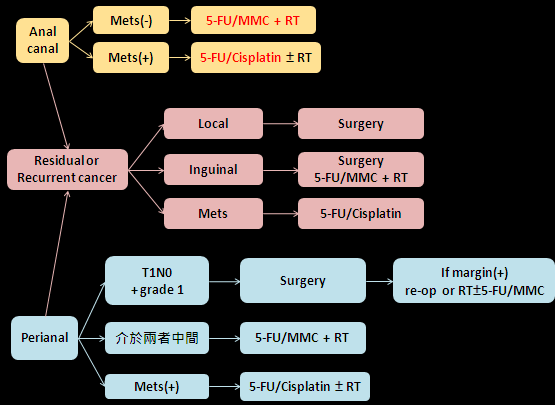 Anal
canal
Mets(-)
5-FU/MMC + RT
Mets(+)
5-FU/Cisplatin ± RT
Residual or
Recurrent cancer
Local
Surgery
Inguinal
Surgery
5-FU/MMC + RT
Mets
5-FU/Cisplatin
Perianal
T1N0
+ grade 1
Surgery
If margin(+)
re-op or RT±5-FU/MMC
介於兩者中間
5-FU/MMC + RT
Mets(+)
5-FU/Cisplatin ± RT